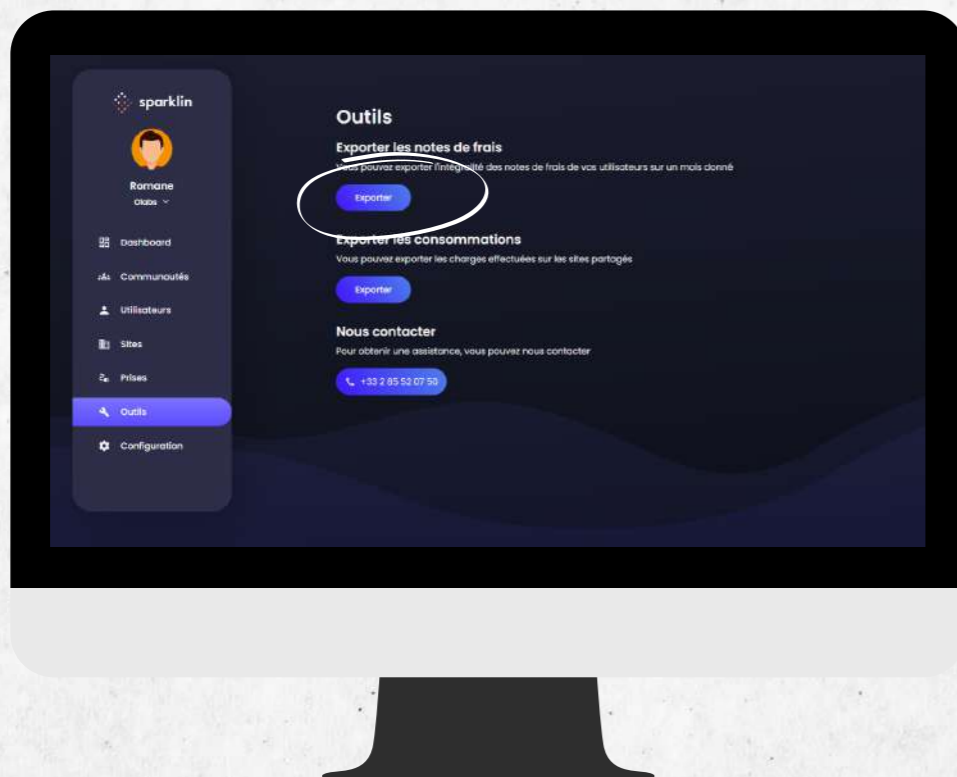 sparklin
Romane
Olabs
Dashboard
Communautés
Utilisateurs
Sites
Prises
Outils
Configuration
Outils
Exporter les notes de frais
Vous pouvez exporter l'intégralité des notes de frais de vos utilisateurs sur un mois donné
Exporter
Exporter les consommations
Vous pouvez exporter les charges effectuées sur les sites partagés
Exporter
Nous contacter
Pour obtenir une assistance, vous pouvez nous contacter
+33 2 85 52 07 50